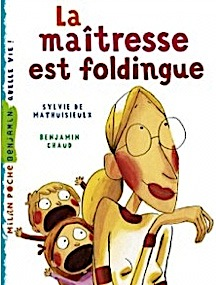 La
maîtresse
est foldingue
SYLVIE DE
MATHUISIEULX
BENJAMIN
CHAUD
MILAN POCHE BENJAMIN QUELLE VIE !